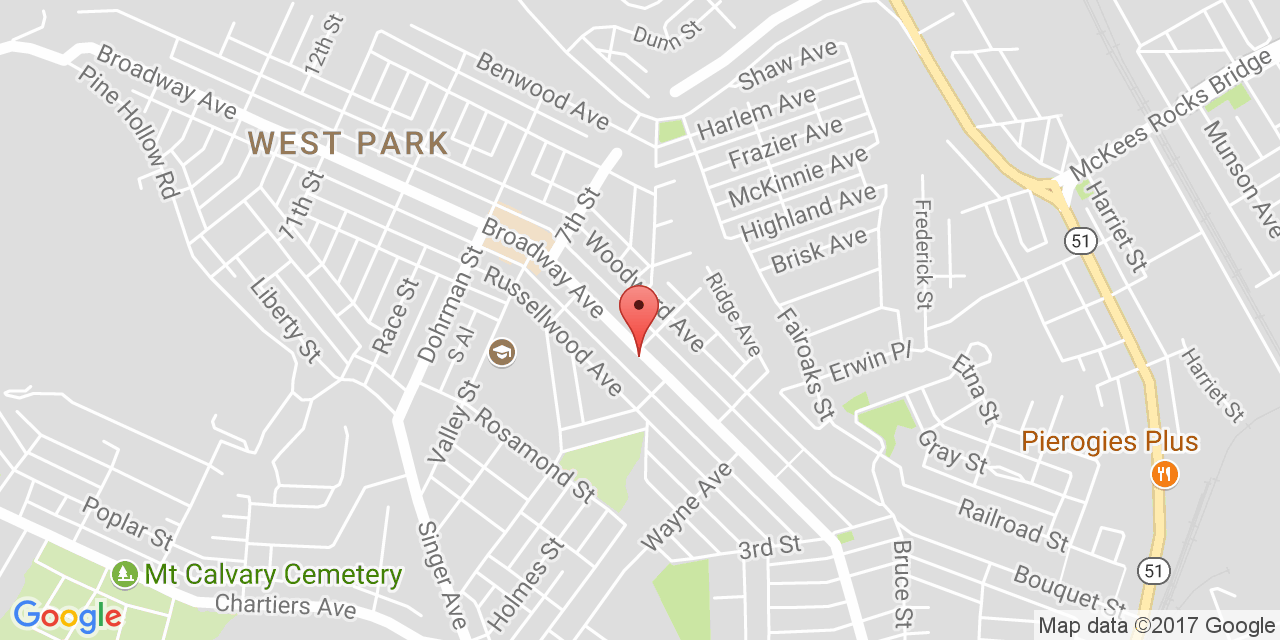 12th St
Dunn St
Broadway Ave
Benwood Ave
Shaw Ave
Pine Hollow Rd
Harlem Ave
McKees Rocks Bridge
WEST PARK
Frazier Ave
Munson Ave
McKinnie Ave
11th St
7th St
Highland Ave
Harriet St
Frederick St
Brisk Ave
51
Broadway Ave
Woodward Ave
Dohrman St
Liberty St
Race St
Russellwood Ave
Ridge Ave
S Al
Fairoaks St
Erwin Pl
Etna St
Harriet St
Valley St
Rosamond St
Gray St
Pierogies Plus
Wayne Ave
Poplar St
Railroad St
Singer Ave
3rd St
Bruce St
Holmes St
Mt Calvary Cemetery
51
Bouquet St
Chartiers Ave
Google
Map data ©2017 Google